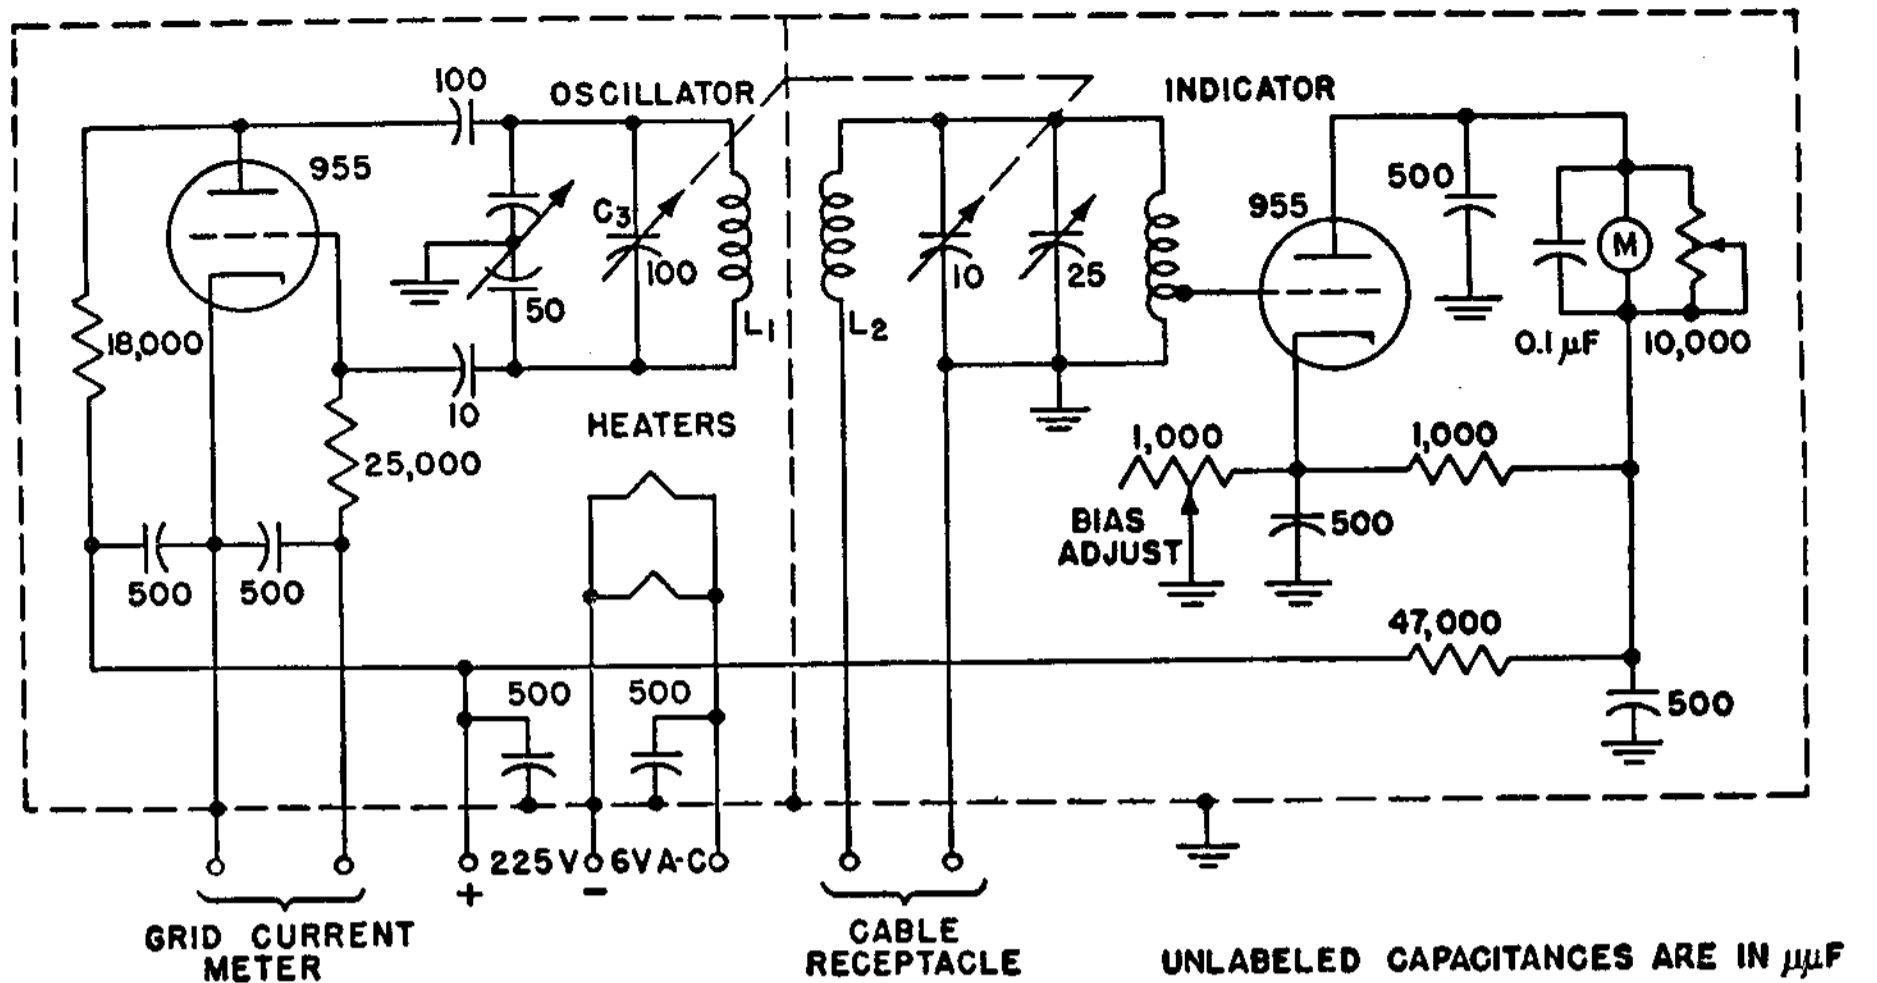 100
OSCILLATOR
INDICATOR
955
C3
100
50
18,000
L1
10
HEATERS
25,000
500
500
500
500
L2
10
25
955
500
M
0.1 μF
10,000
1,000
1,000
BIAS
ADJUST
500
47,000
500
+ 225 V - 6V A-C
GRID CURRENT
METER
CABLE
RECEPTACLE
UNLABELED CAPACITANCES ARE IN μμF